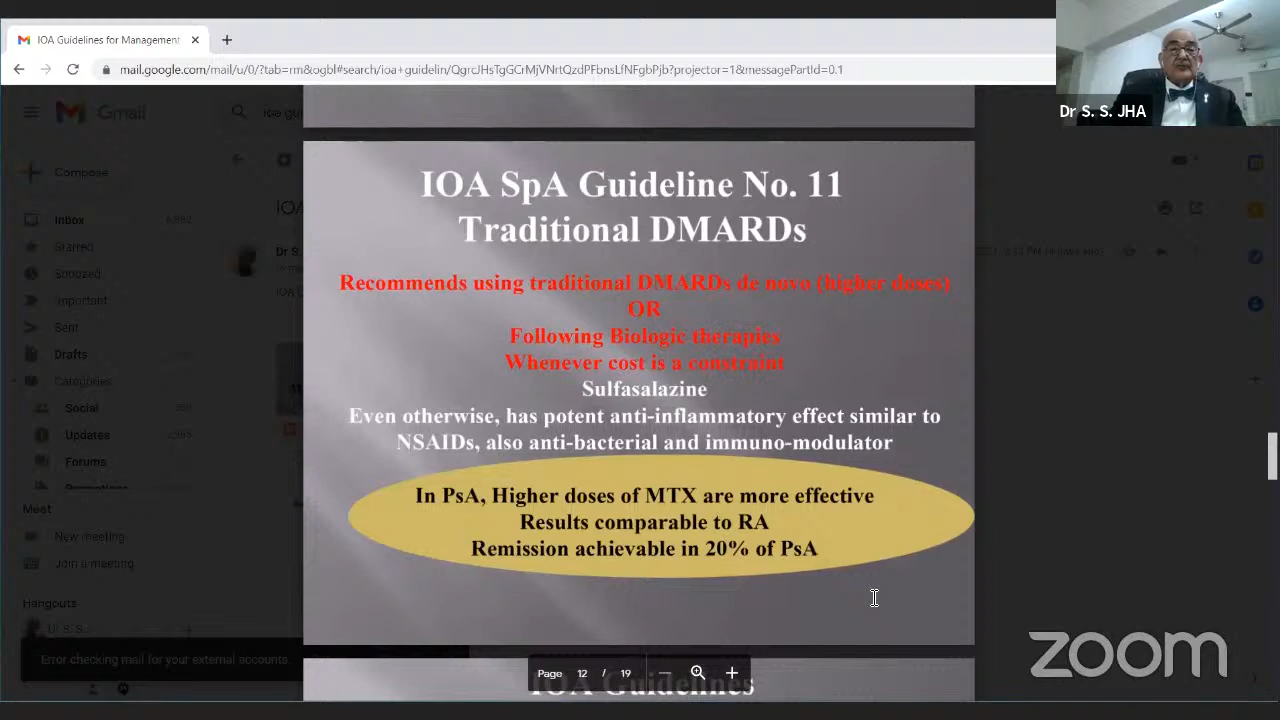 IOA Guidelines for Management
mail.google.com/mail/u/0/?tab=rm&ogbl#search/ioa+guidelin/QgrcJHsTgGCrMjVNrtQzdPFbnsLfNFgbPjb?projector=1&messagePartId=0.1
Dr S. S. JHA
Gmail
Compose
Inbox
Starred
Snoozed
Important
Sent
Drafts
Categories
Social
Updates
Forums
Promotions
Meet
New meeting
Join a meeting
Hangouts
Error checking mail for your external accounts.
IOA SpA Guideline No. 11
Traditional DMARDs
Recommends using traditional DMARDs de novo (higher doses)
OR
Following Biologic therapies
Whenever cost is a constraint
Sulfasalazine
Even otherwise, has potent anti-inflammatory effect similar to
NSAIDs, also anti-bacterial and immuno-modulator
In PsA, Higher doses of MTX are more effective
Results comparable to RA
Remission achievable in 20% of PsA
Page 12 / 19
IOA Guidelines
zoom